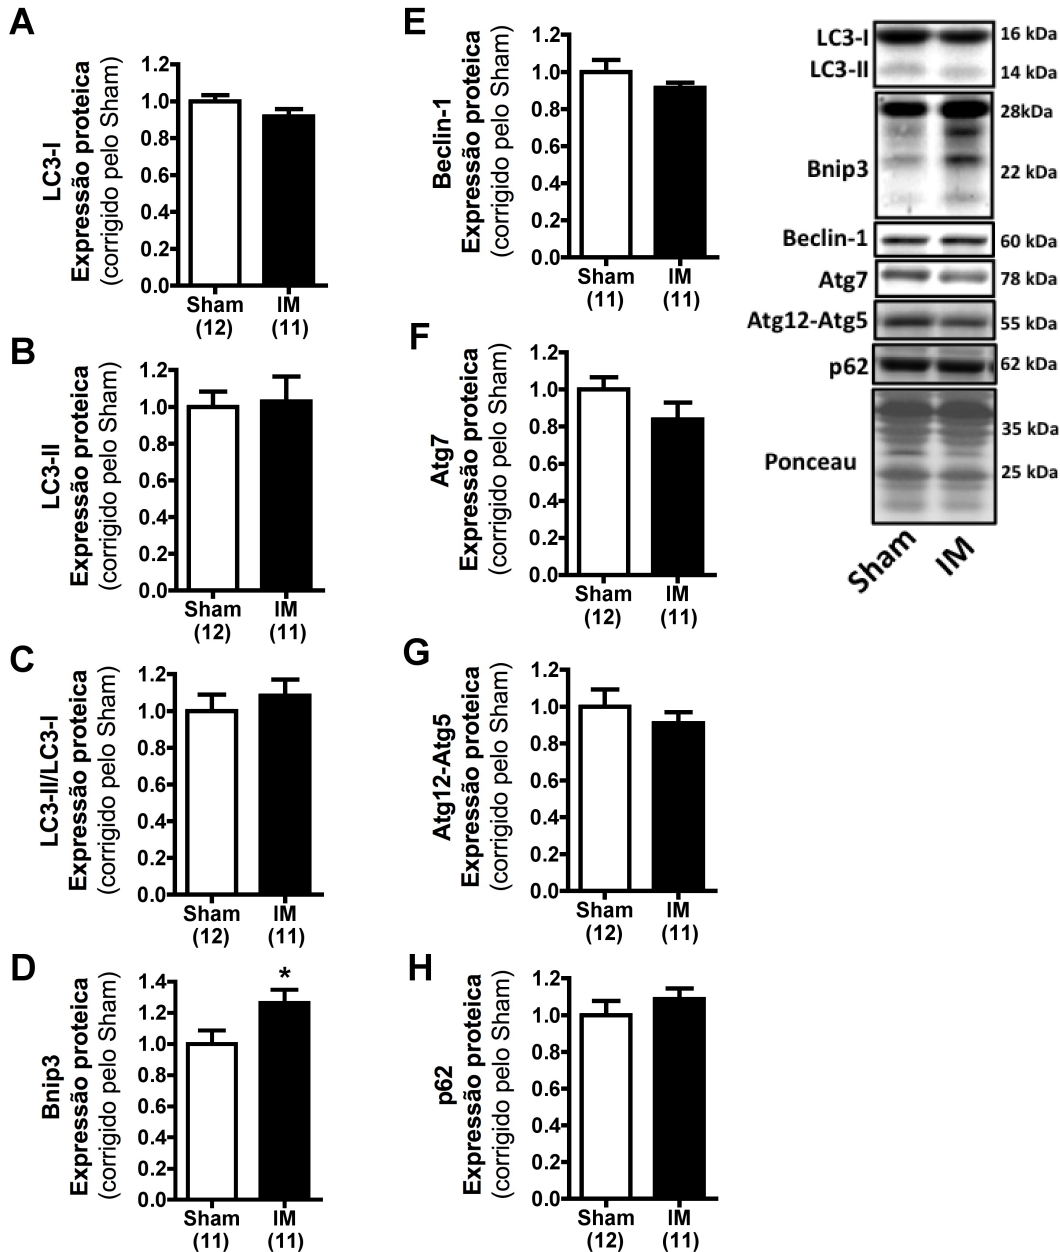 A
LC3-I
Expressão proteica
(corrigido pelo Sham)
1.2
1.0
0.8
0.6
0.4
0.2
0.0
Sham
(12)
IM
(11)
B
LC3-II
Expressão proteica
(corrigido pelo Sham)
1.2
1.0
0.8
0.6
0.4
0.2
0.0
Sham
(12)
IM
(11)
C
LC3-II/LC3-I
Expressão proteica
(corrigido pelo Sham)
1.2
1.0
0.8
0.6
0.4
0.2
0.0
Sham
(12)
IM
(11)
D
Bnip3
Expressão proteica
(corrigido pelo Sham)
1.4
1.2
1.0
0.8
0.6
0.4
0.2
0.0
*
Sham
(11)
IM
(11)
E
Beclin-1
Expressão proteica
(corrigido pelo Sham)
1.2
1.0
0.8
0.6
0.4
0.2
0.0
Sham
(11)
IM
(11)
F
Atg7
Expressão proteica
(corrigido pelo Sham)
1.2
1.0
0.8
0.6
0.4
0.2
0.0
Sham
(12)
IM
(11)
G
Atg12-Atg5
Expressão proteica
(corrigido pelo Sham)
1.2
1.0
0.8
0.6
0.4
0.2
0.0
Sham
(12)
IM
(11)
H
p62
Expressão proteica
(corrigido pelo Sham)
1.2
1.0
0.8
0.6
0.4
0.2
0.0
Sham
(12)
IM
(11)
LC3-I 16 kDa
LC3-II 14 kDa
28kDa
Bnip3 22 kDa
Beclin-1 60 kDa
Atg7 78 kDa
Atg12-Atg5 55 kDa
p62 62 kDa
35 kDa
Ponceau 25 kDa
Sham IM